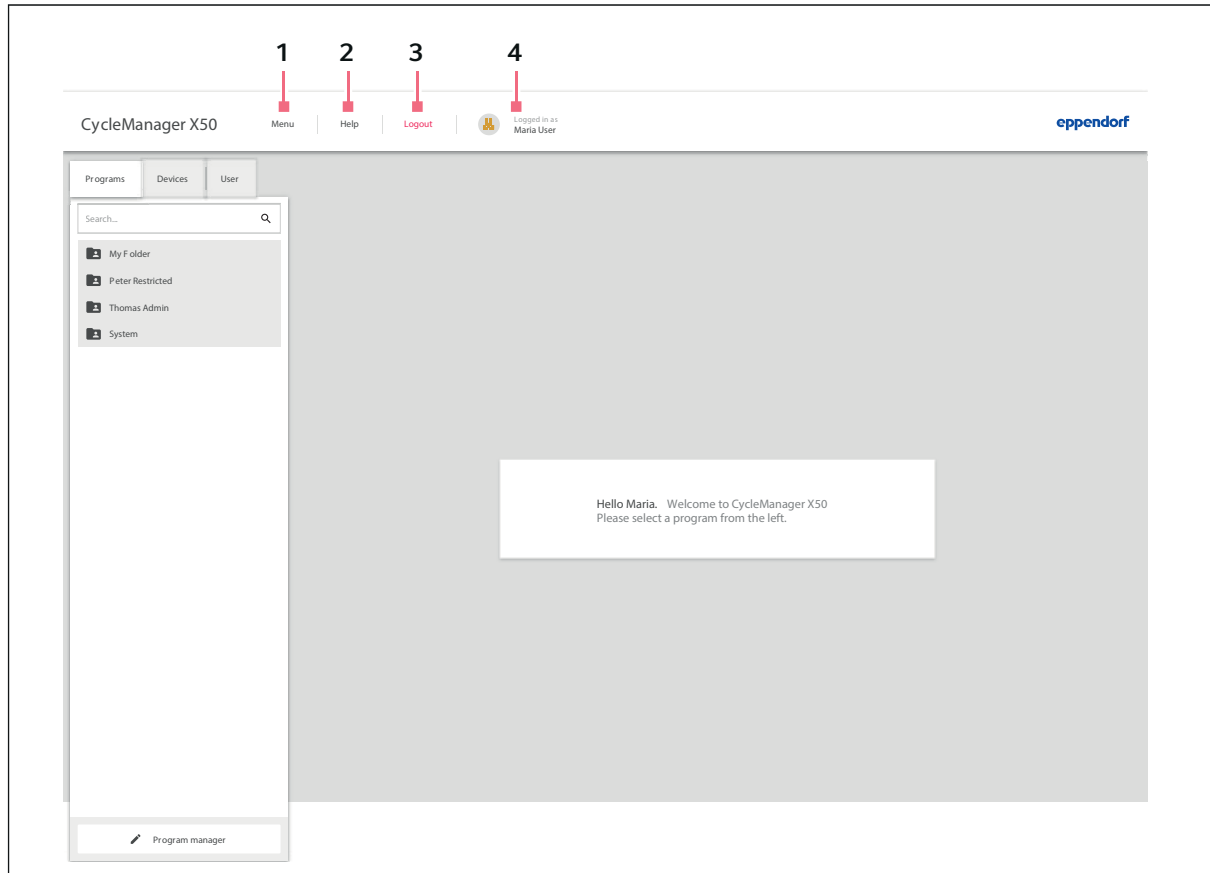 1 2 3 4
CycleManager X50
Menu
Help
Logout
Logged in as
Maria User
eppendorf
Programs
Devices
User
Search...
My Folder
Peter Restricted
Thomas Admin
System
Hello Maria. Welcome to CycleManager X50
Please select a program from the left.
Program manager